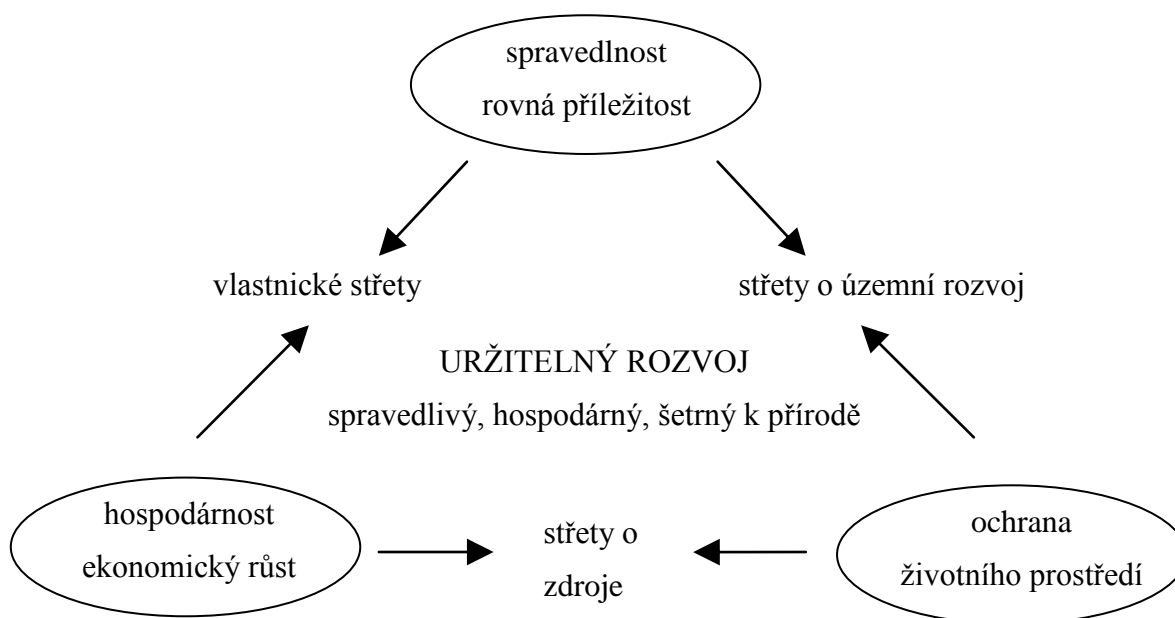 spravedlnost
rovná příležitost
vlastnické střety
střety o územní rozvoj
URŽITELNÝ ROZVOJ
spravedlivý, hospodárný, šetrný k přírodě
hospodárnost
ekonomický růst
střety o
zdroje
ochrana
životního prostředí